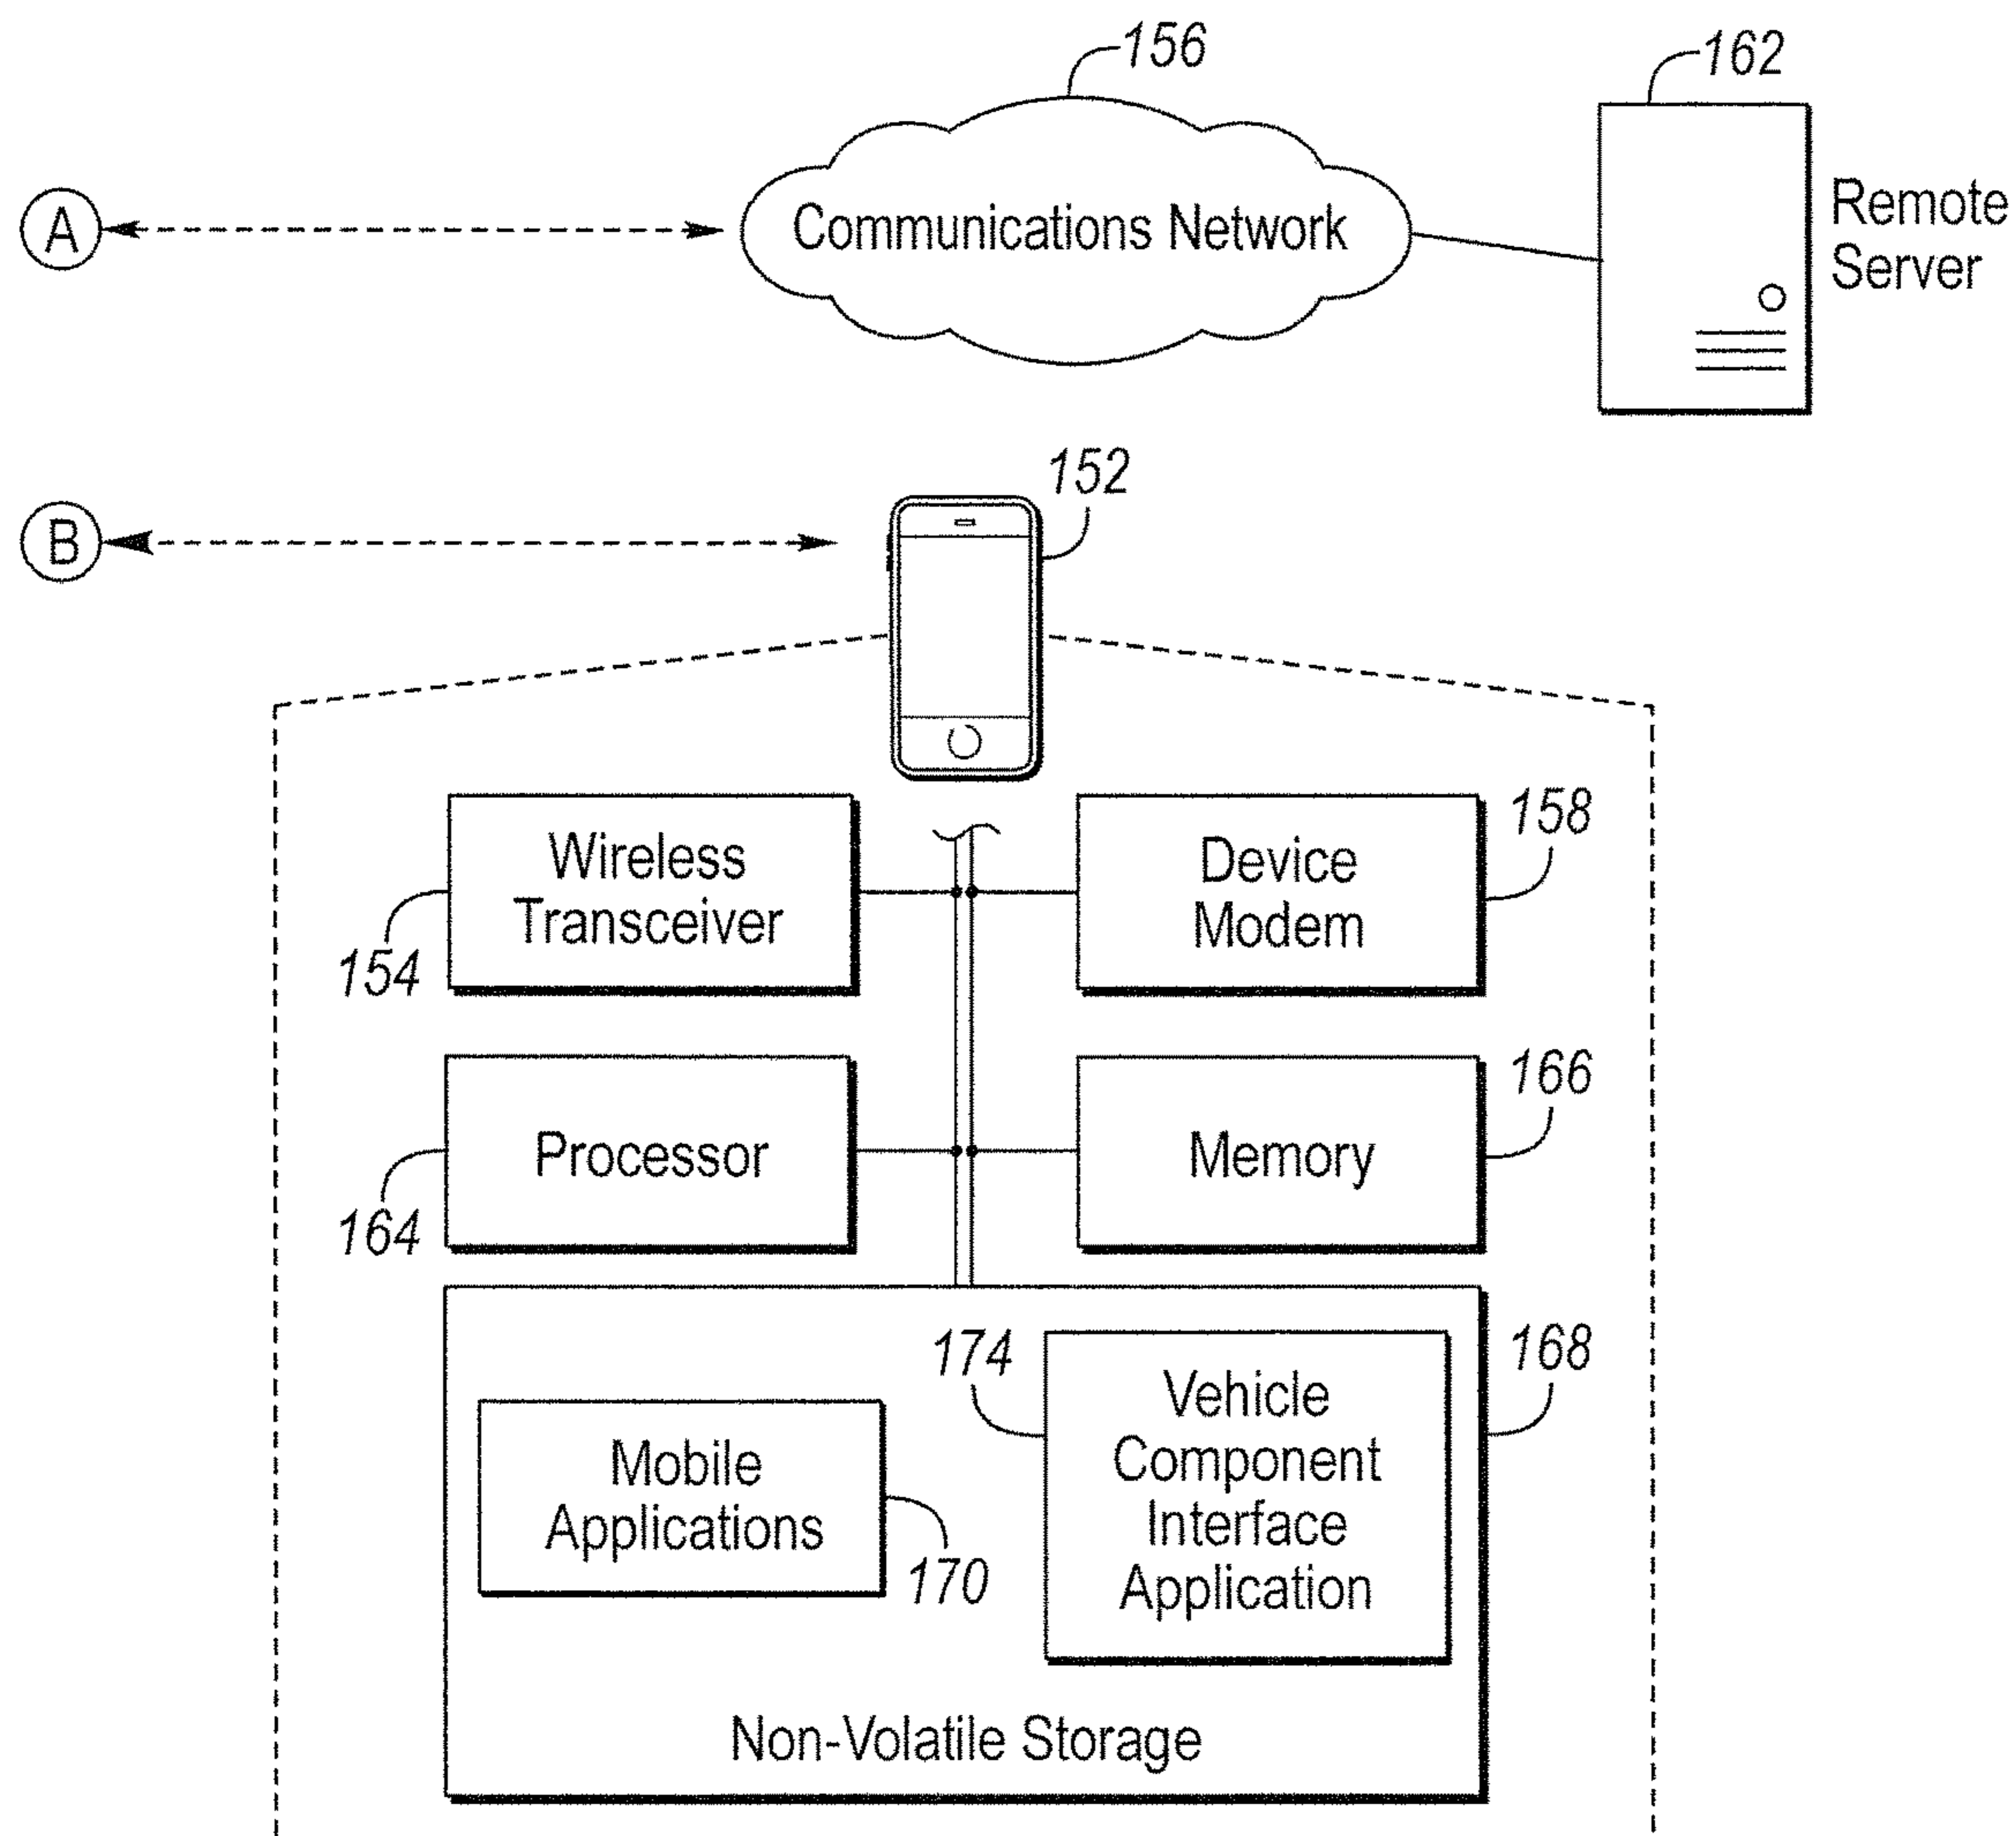 156
162
A
Communications Network
Remote
Server
152
B
Wireless
Transceiver
154
Device
Modem
158
Processor
164
Memory
166
174
168
Vehicle
Component
Interface
Application
Mobile
Applications
170
Non-Volatile Storage